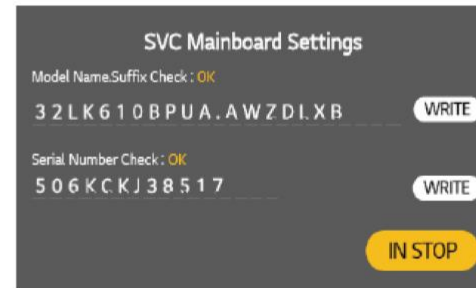 SVC Mainboard Settings
Model Name.Suffix Check : OK
32LK610BPUA.AWZDLXB WRITE
Serial Number Check : OK
506KCKJ38517 WRITE
IN STOP